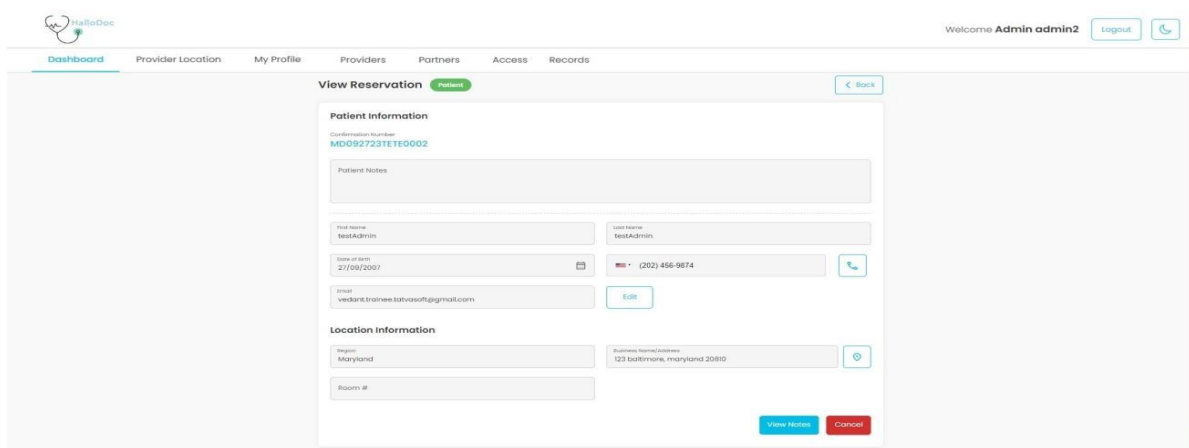 HalloDoc
Welcome Admin admin2 Logout
Dashboard Provider Location My Profile Providers Partners Access Records
View Reservation Patient Back
Patient Information
Confirmation Number
MD092723TETE0002
Patient Notes
First Name Last Name
testAdmin testAdmin
Date of Birth
27/09/2007 (202) 456-9874
Email
vedant.trainee.tatvasoft@gmail.com Edit
Location Information
Region Business Name/Address
Maryland 123 baltimore, maryland 20810
Room #
View Notes Cancel